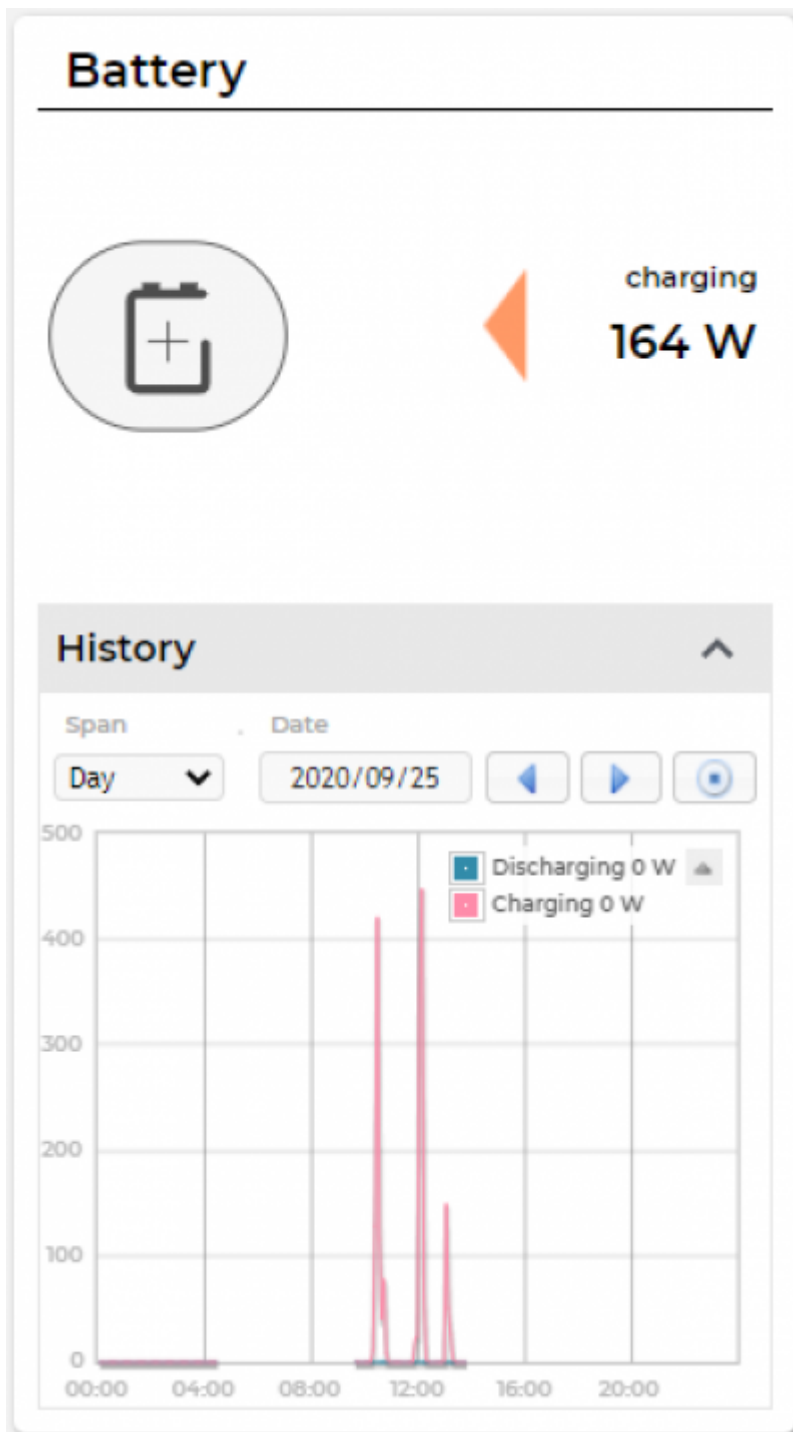 Battery
charging
164 W
History
Span . Date
Day 2020/09/25
500
Discharging 0 W
Charging 0 W
400
300
200
100
0
00:00 04:00 08:00 12:00 16:00 20:00